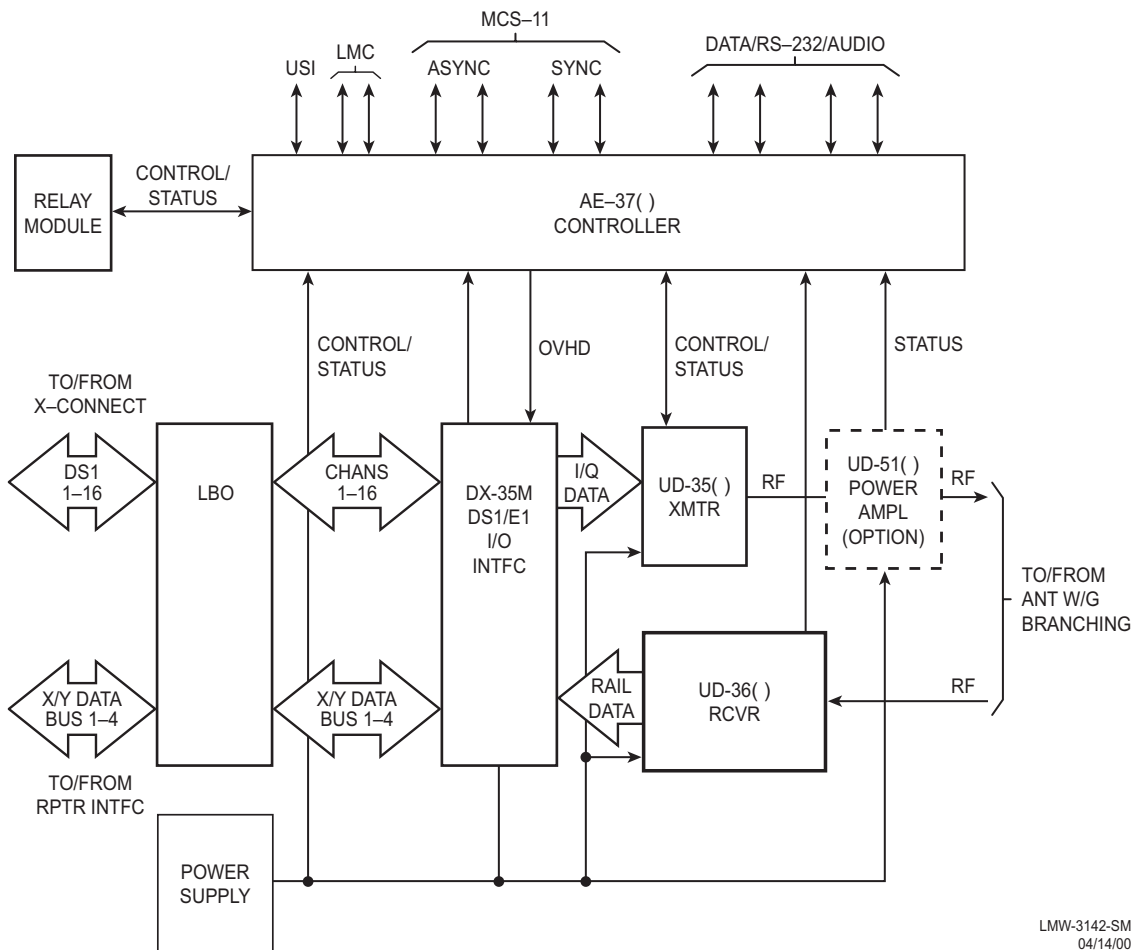 MCS–11
DATA/RS–232/AUDIO
LMC
USI
ASYNC
SYNC
RELAY
MODULE
CONTROL/
STATUS
AE–37( )
CONTROLLER
CONTROL/
STATUS
OVHD
CONTROL/
STATUS
STATUS
TO/FROM
X–CONNECT
DS1
1–16
LBO
CHANS
1–16
DX-35M
DS1/E1
I/O
INTFC
I/Q
DATA
UD-35( )
XMTR
RF
UD-51( )
POWER
AMPL
(OPTION)
RF
TO/FROM
ANT W/G
BRANCHING
X/Y DATA
BUS 1–4
X/Y DATA
BUS 1–4
RAIL
DATA
UD-36( )
RCVR
RF
TO/FROM
RPTR INTFC
POWER
SUPPLY
LMW-3142-SM
04/14/00